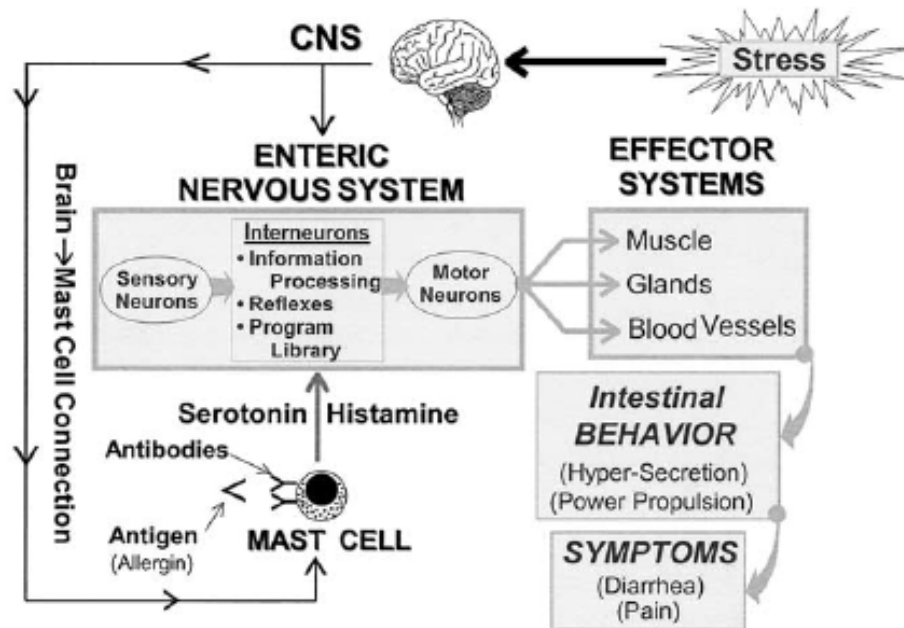 CNS
Stress
ENTERIC
NERVOUS SYSTEM
EFFECTOR
SYSTEMS
Brain→Mast Cell Connection
Sensory
Neurons
Interneurons
• Information
Processing
• Reflexes
• Program
Library
Motor
Neurons
Muscle
Glands
Blood Vessels
Serotonin Histamine
Antibodies
Antigen
(Allergin)
MAST CELL
Intestinal
BEHAVIOR
(Hyper-Secretion)
(Power Propulsion)
SYMPTOMS
(Diarrhea)
(Pain)